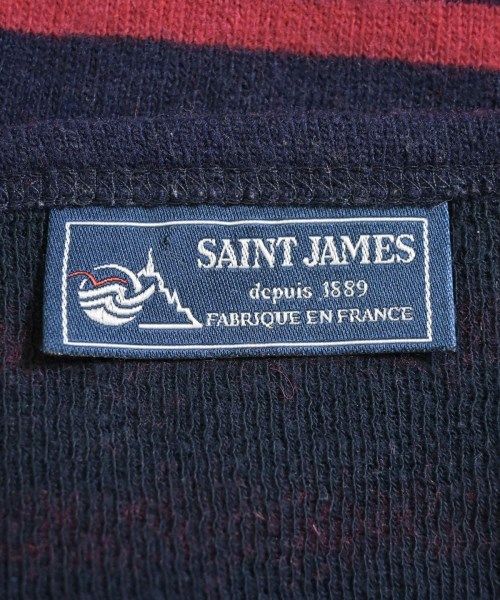 SAINT JAMES
depuis 1889
FABRIQUE EN FRANCE